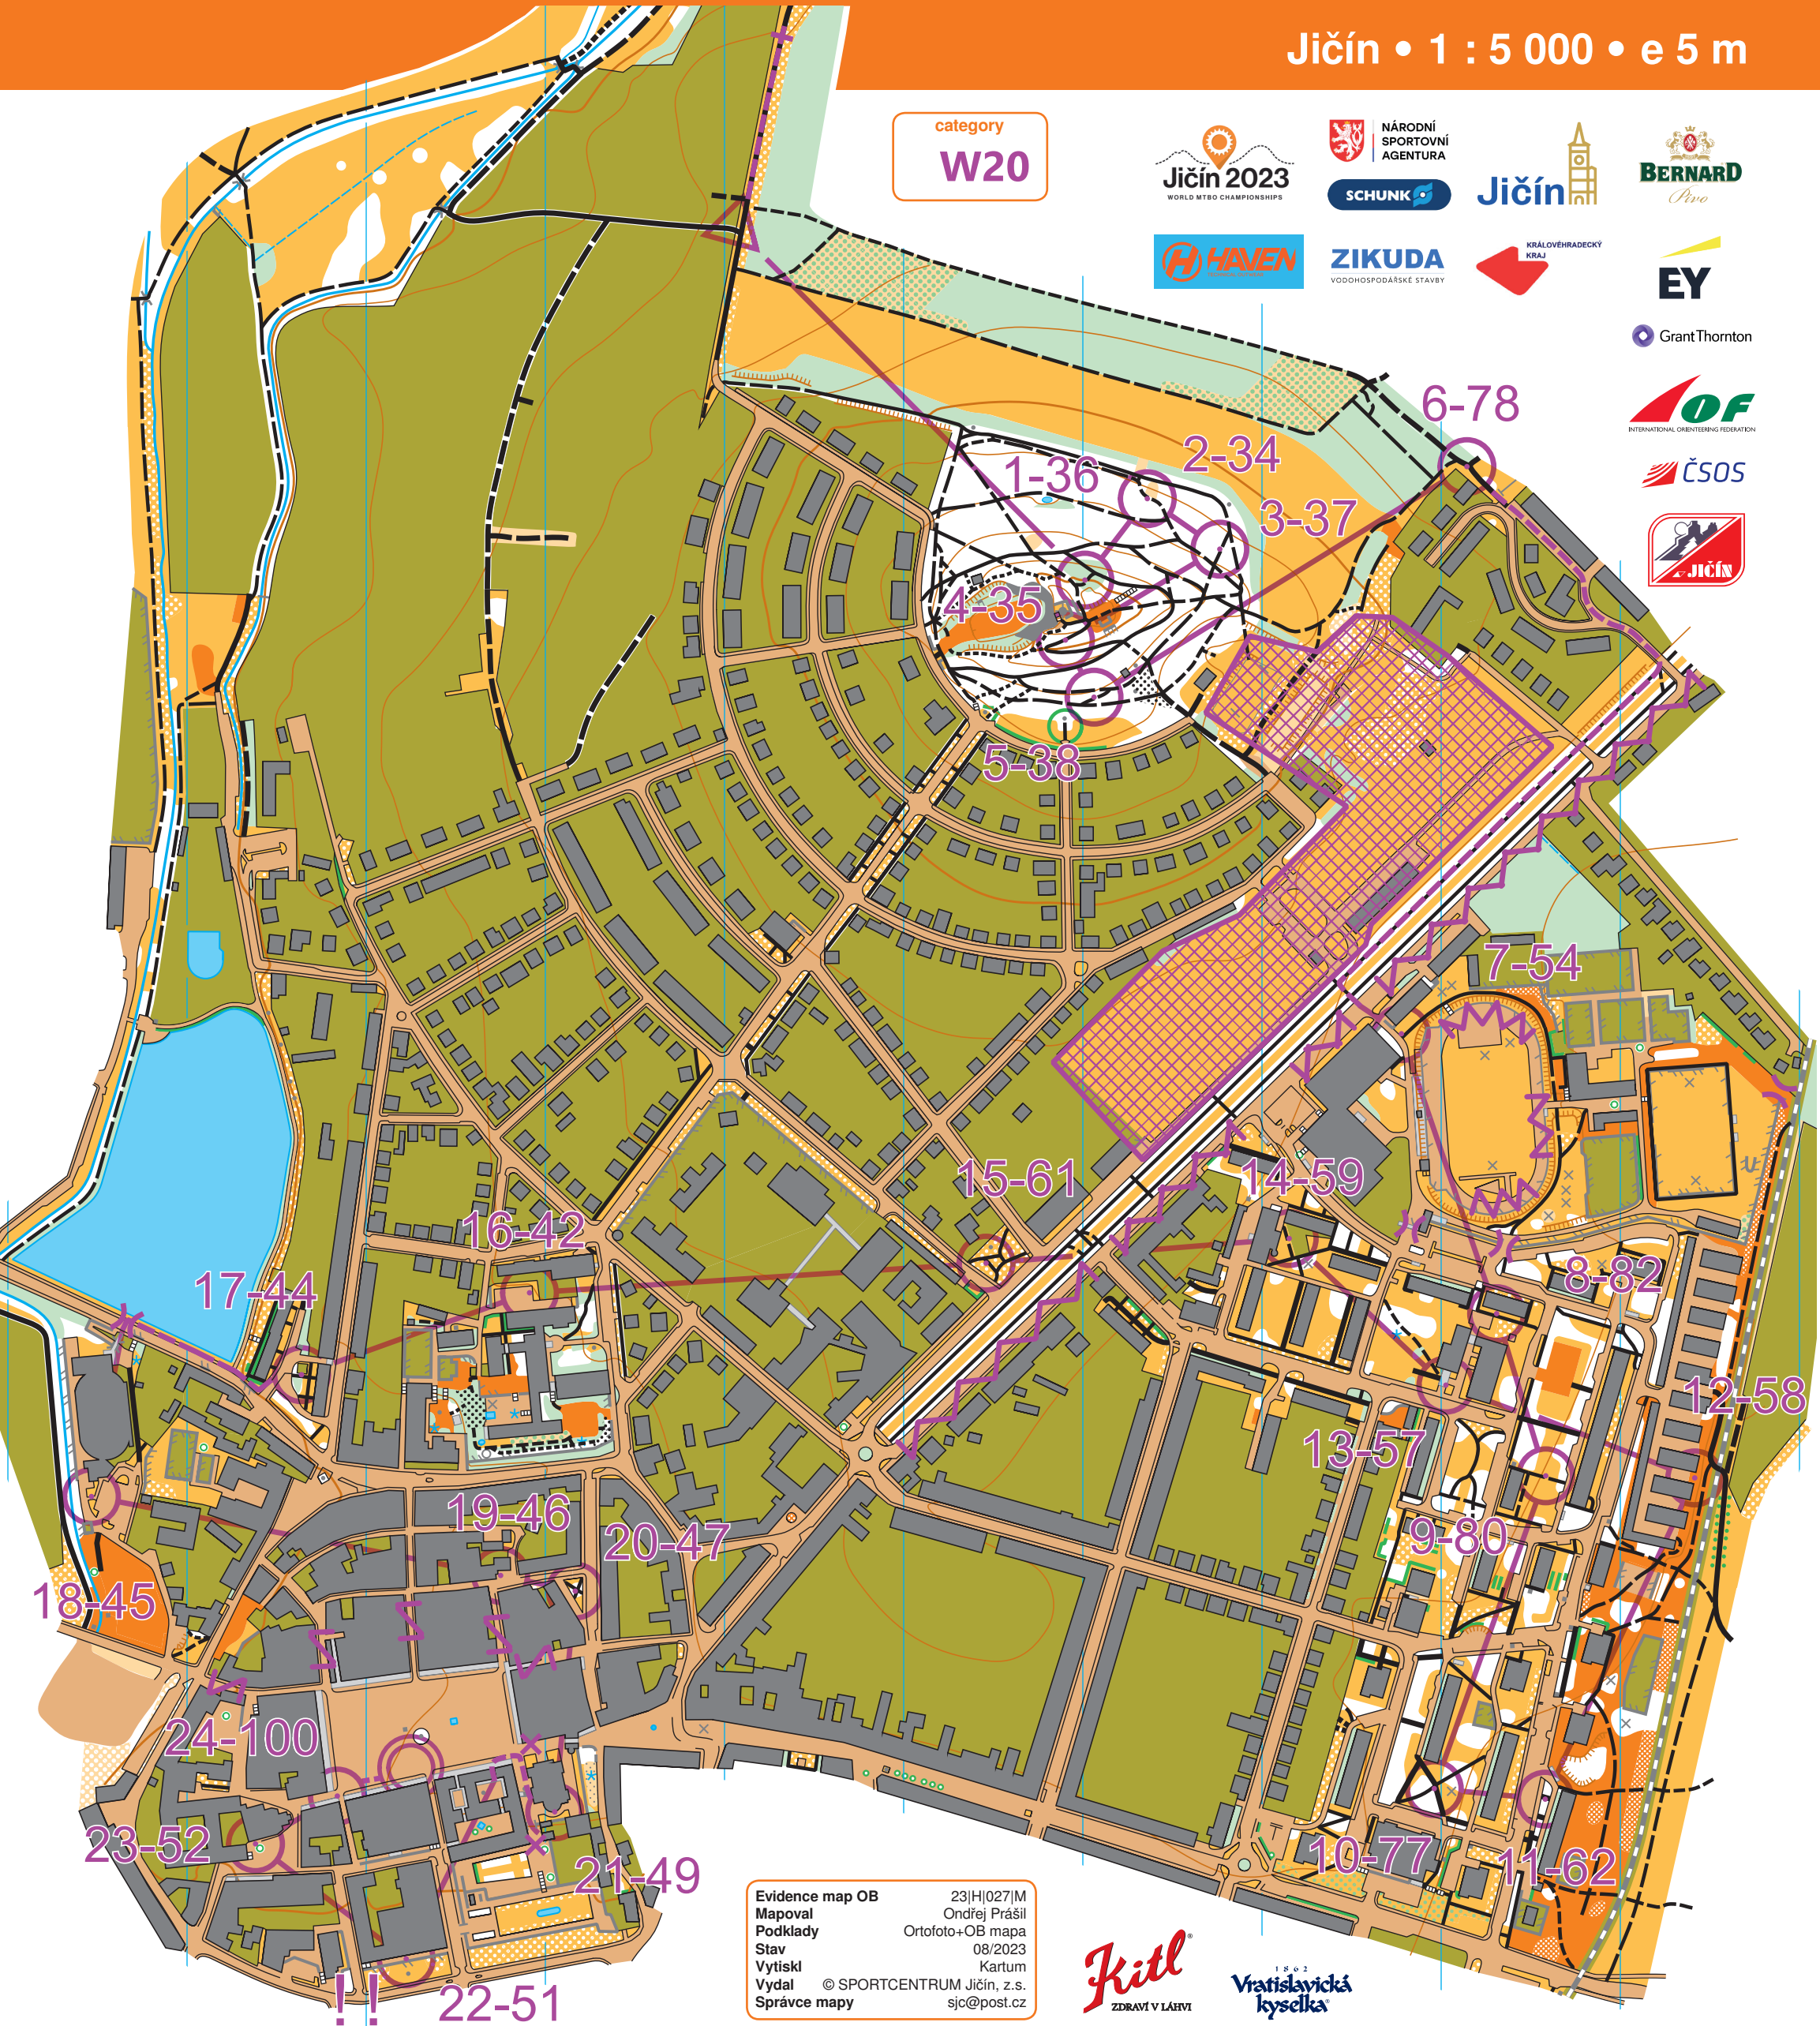 Jičín • 1 : 5 000 • e 5 m
category
W20
Jičín 2023
WORLD MTBO CHAMPIONSHIPS
NÁRODNÍ
SPORTOVNÍ
AGENTURA
SCHUNK
Jičín
BERNARD
Pivo
HAVEN
ZIKUDA
VODOHOSPODÁŘSKÉ STAVBY
KRÁLOVÉHRADECKÝ
KRAJ
EY
Grant Thornton
IOF
INTERNATIONAL ORIENTEERING FEDERATION
ČSOS
JIČÍN
6-78
2-34
1-36
3-37
4-35
5-38
7-54
15-61
14-59
16-42
17-44
8-82
12-58
13-57
19-46
20-47
9-80
18-45
24-100
23-52
21-49
10-77
11-62
22-51
!!
Evidence map OB 23|H|027|M
Mapoval Ondřej Prášil
Podklady Ortofoto+OB mapa
Stav 08/2023
Vytiskl Kartum
Vydal © SPORTCENTRUM Jičín, z.s.
Správce mapy sjc@post.cz
Kitl®
ZDRAVÍ V LÁHVI
1862
Vratislavická
kyselka